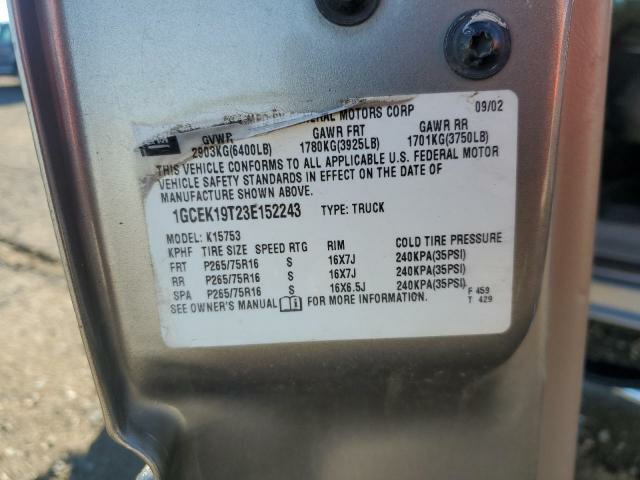 ERAL MOTORS CORP 09/02
GVWR GAWR FRT GAWR RR
2903KG(6400LB) 1780KG(3925LB) 1701KG(3750LB)
THIS VEHICLE CONFORMS TO ALL APPLICABLE U.S. FEDERAL MOTOR
VEHICLE SAFETY STANDARDS IN EFFECT ON THE DATE OF
MANUFACTURE SHOWN ABOVE.
1GCEK19T23E152243 TYPE: TRUCK
MODEL: K15753
KPHF TIRE SIZE SPEED RTG RIM COLD TIRE PRESSURE
FRT P265/75R16 S 16X7J 240KPA(35PSI)
RR P265/75R16 S 16X7J 240KPA(35PSI)
SPA P265/75R16 S 16X6.5J 240KPA(35PSI)
SEE OWNER'S MANUAL FOR MORE INFORMATION.
F 459
T 429